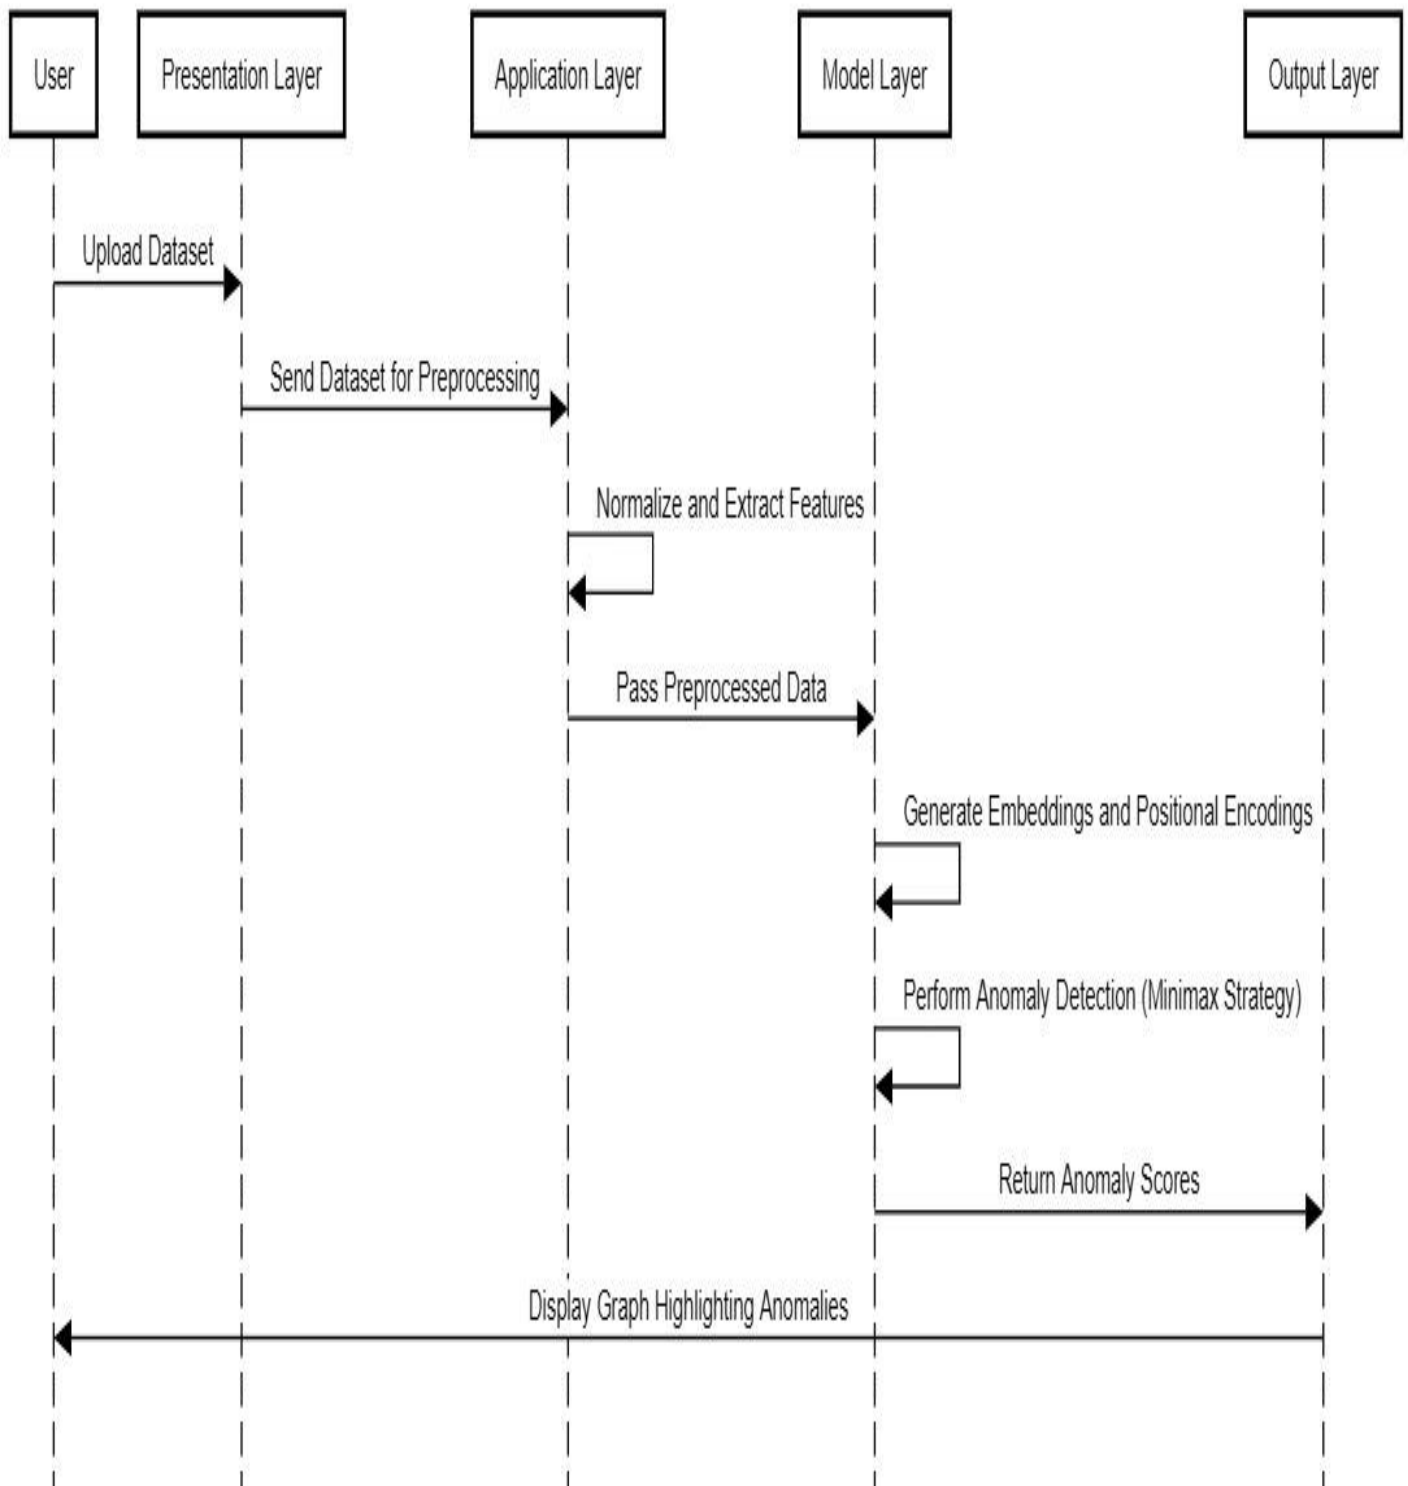 User
Presentation Layer
Application Layer
Model Layer
Output Layer
Upload Dataset
Send Dataset for Preprocessing
Normalize and Extract Features
Pass Preprocessed Data
Generate Embeddings and Positional Encodings
Perform Anomaly Detection (Minimax Strategy)
Return Anomaly Scores
Display Graph Highlighting Anomalies